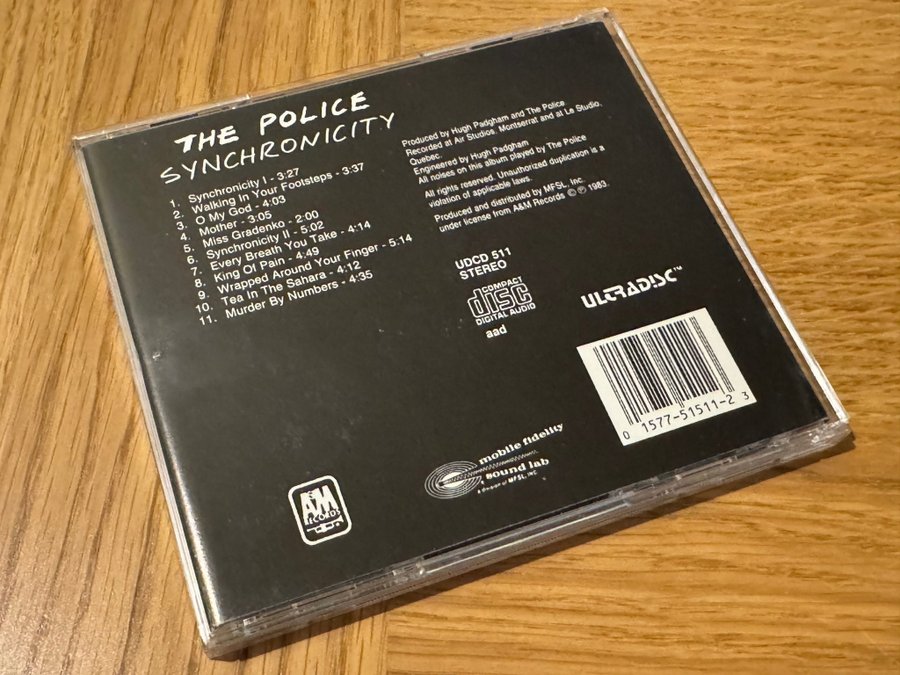 THE POLICE
SYNCHRONICITY
1. Synchronicity I - 3:27
2. Walking In Your Footsteps - 3:37
3. O My God - 4:03
4. Mother - 3:05
5. Miss Gradenko - 2:00
6. Synchronicity II - 5:02
7. Every Breath You Take - 4:14
8. King Of Pain - 4:49
9. Wrapped Around Your Finger - 5:14
10. Tea In The Sahara - 4:12
11. Murder By Numbers - 4:35
Produced by Hugh Padgham and The Police
Recorded at Air Studios, Montserrat and at Le Studio,
Quebec.
Engineered by Hugh Padgham
All noises on this album played by The Police
All rights reserved. Unauthorized duplication is a
violation of applicable laws.
Produced and distributed by MFSL, Inc.
under license from A&M Records © ℗ 1983.
UDCD 511
STEREO
COMPACT
disc
DIGITAL AUDIO
aad
ULTRADISC™
0 1577-51511-2 3
mobile fidelity
sound lab
A division of MFSL, INC.
A&M
RECORDS